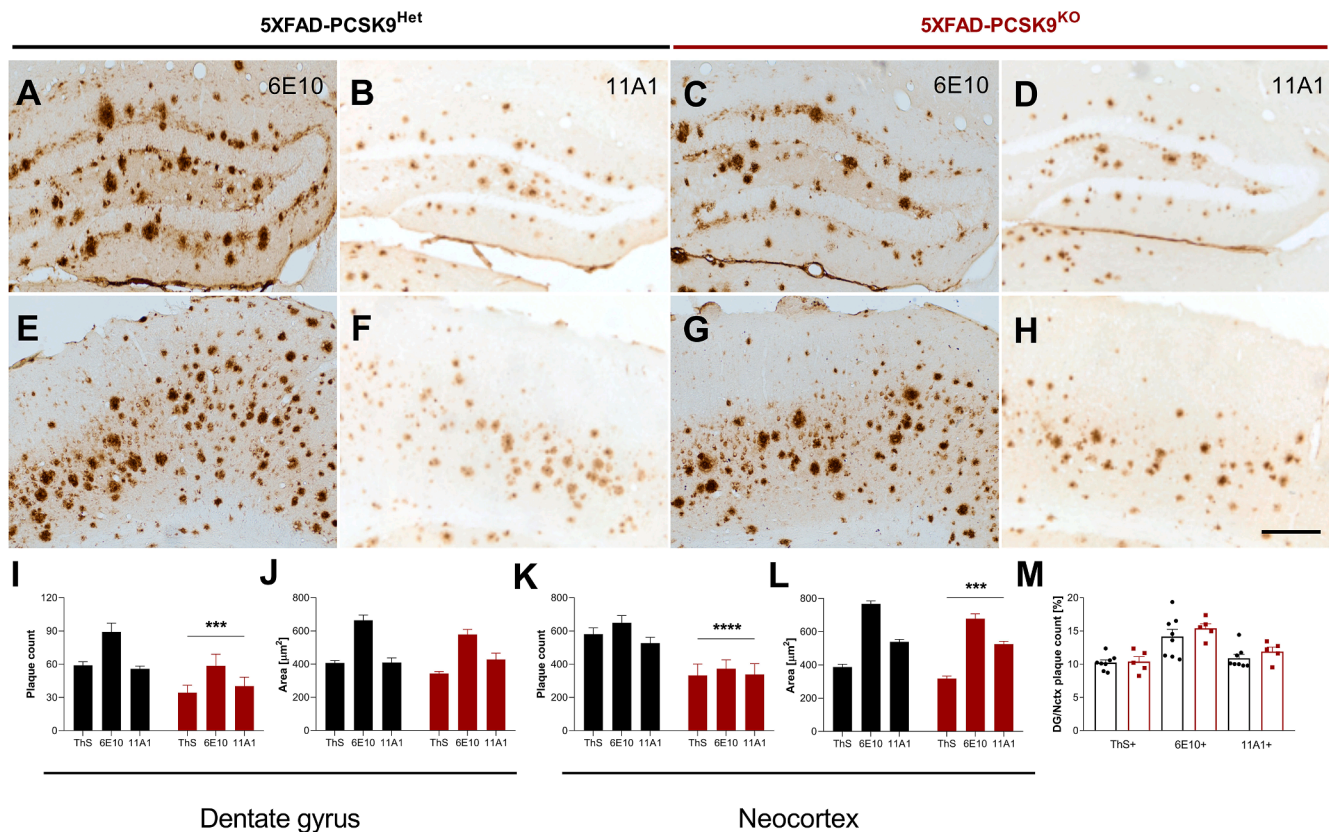 5XFAD-PCSK9Het
5XFAD-PCSK9KO
A 6E10
B 11A1
C 6E10
D 11A1
E
F
G
H
I
Plaque count
120
90
60
30
0
***
ThS 6E10 11A1 ThS 6E10 11A1
J
Area [µm2]
800
600
400
200
0
ThS 6E10 11A1 ThS 6E10 11A1
K
Plaque count
800
600
400
200
0
****
ThS 6E10 11A1 ThS 6E10 11A1
L
Area [µm2]
800
600
400
200
0
***
ThS 6E10 11A1 ThS 6E10 11A1
M
DG/Nctx plaque count [%]
20
15
10
5
0
ThS+ 6E10+ 11A1+
Dentate gyrus
Neocortex